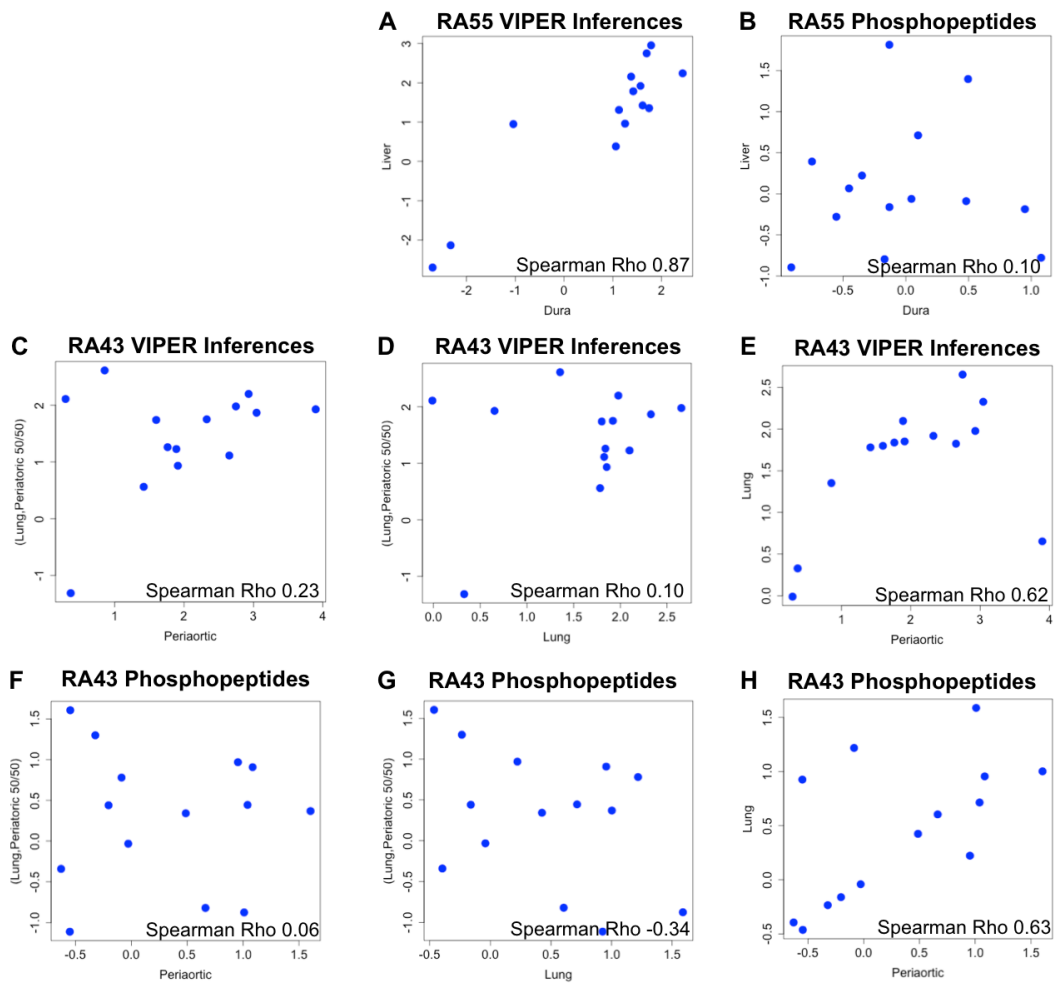 A RA55 VIPER Inferences
3
2
1
0
-1
-2
Liver
Spearman Rho 0.87
-2 -1 0 1 2
Dura
B RA55 Phosphopeptides
1.5
1.0
0.5
0.0
-0.5
-1.0
Liver
Spearman Rho 0.10
-0.5 0.0 0.5 1.0
Dura
C RA43 VIPER Inferences
2
1
0
-1
(Lung,Periatoric 50/50)
Spearman Rho 0.23
1 2 3 4
Periaortic
D RA43 VIPER Inferences
2
1
0
-1
(Lung,Periatoric 50/50)
Spearman Rho 0.10
0.0 0.5 1.0 1.5 2.0 2.5
Lung
E RA43 VIPER Inferences
2.5
2.0
1.5
1.0
0.5
0.0
Lung
Spearman Rho 0.62
1 2 3 4
Periaortic
F RA43 Phosphopeptides
1.5
1.0
0.5
0.0
-0.5
-1.0
(Lung,Periatoric 50/50)
Spearman Rho 0.06
-0.5 0.0 0.5 1.0 1.5
Periaortic
G RA43 Phosphopeptides
1.5
1.0
0.5
0.0
-0.5
-1.0
(Lung,Periatoric 50/50)
Spearman Rho -0.34
-0.5 0.0 0.5 1.0 1.5
Lung
H RA43 Phosphopeptides
1.5
1.0
0.5
0.0
-0.5
Lung
Spearman Rho 0.63
-0.5 0.0 0.5 1.0 1.5
Periaortic